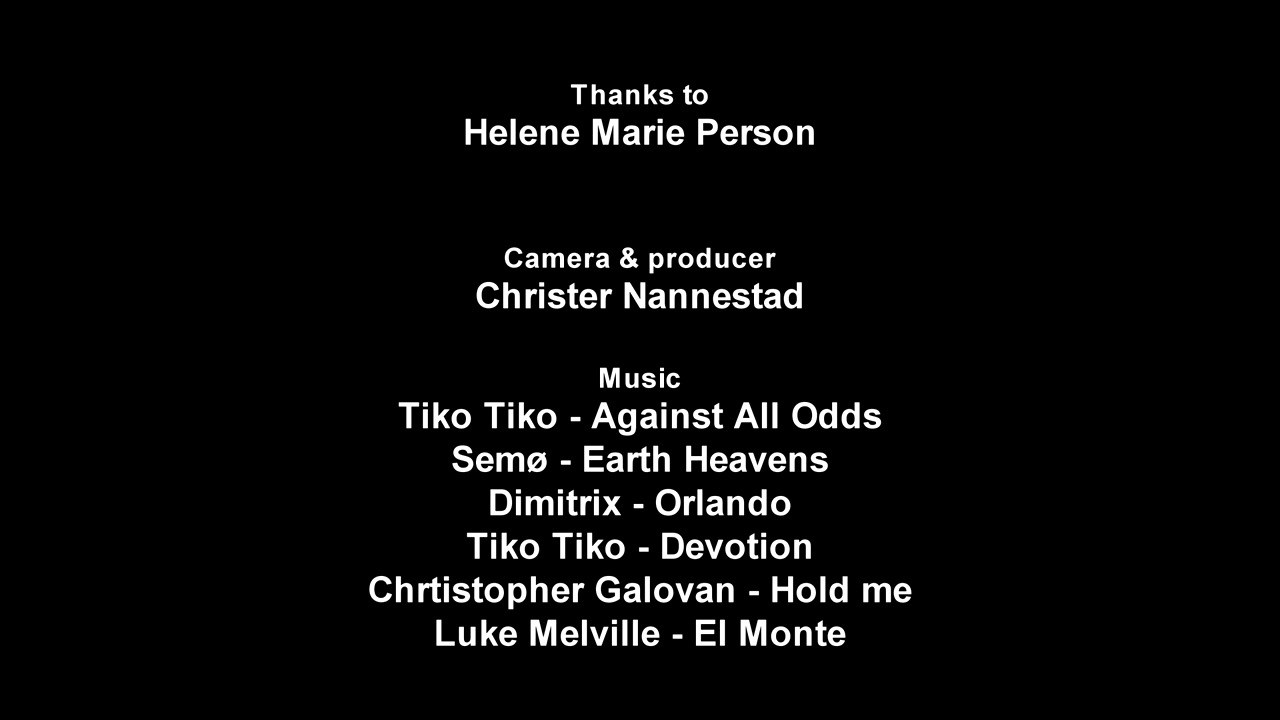 Thanks to
Helene Marie Person
Camera & producer
Christer Nannestad
Music
Tiko Tiko - Against All Odds
Semø - Earth Heavens
Dimitrix - Orlando
Tiko Tiko - Devotion
Chrtistopher Galovan - Hold me
Luke Melville - El Monte